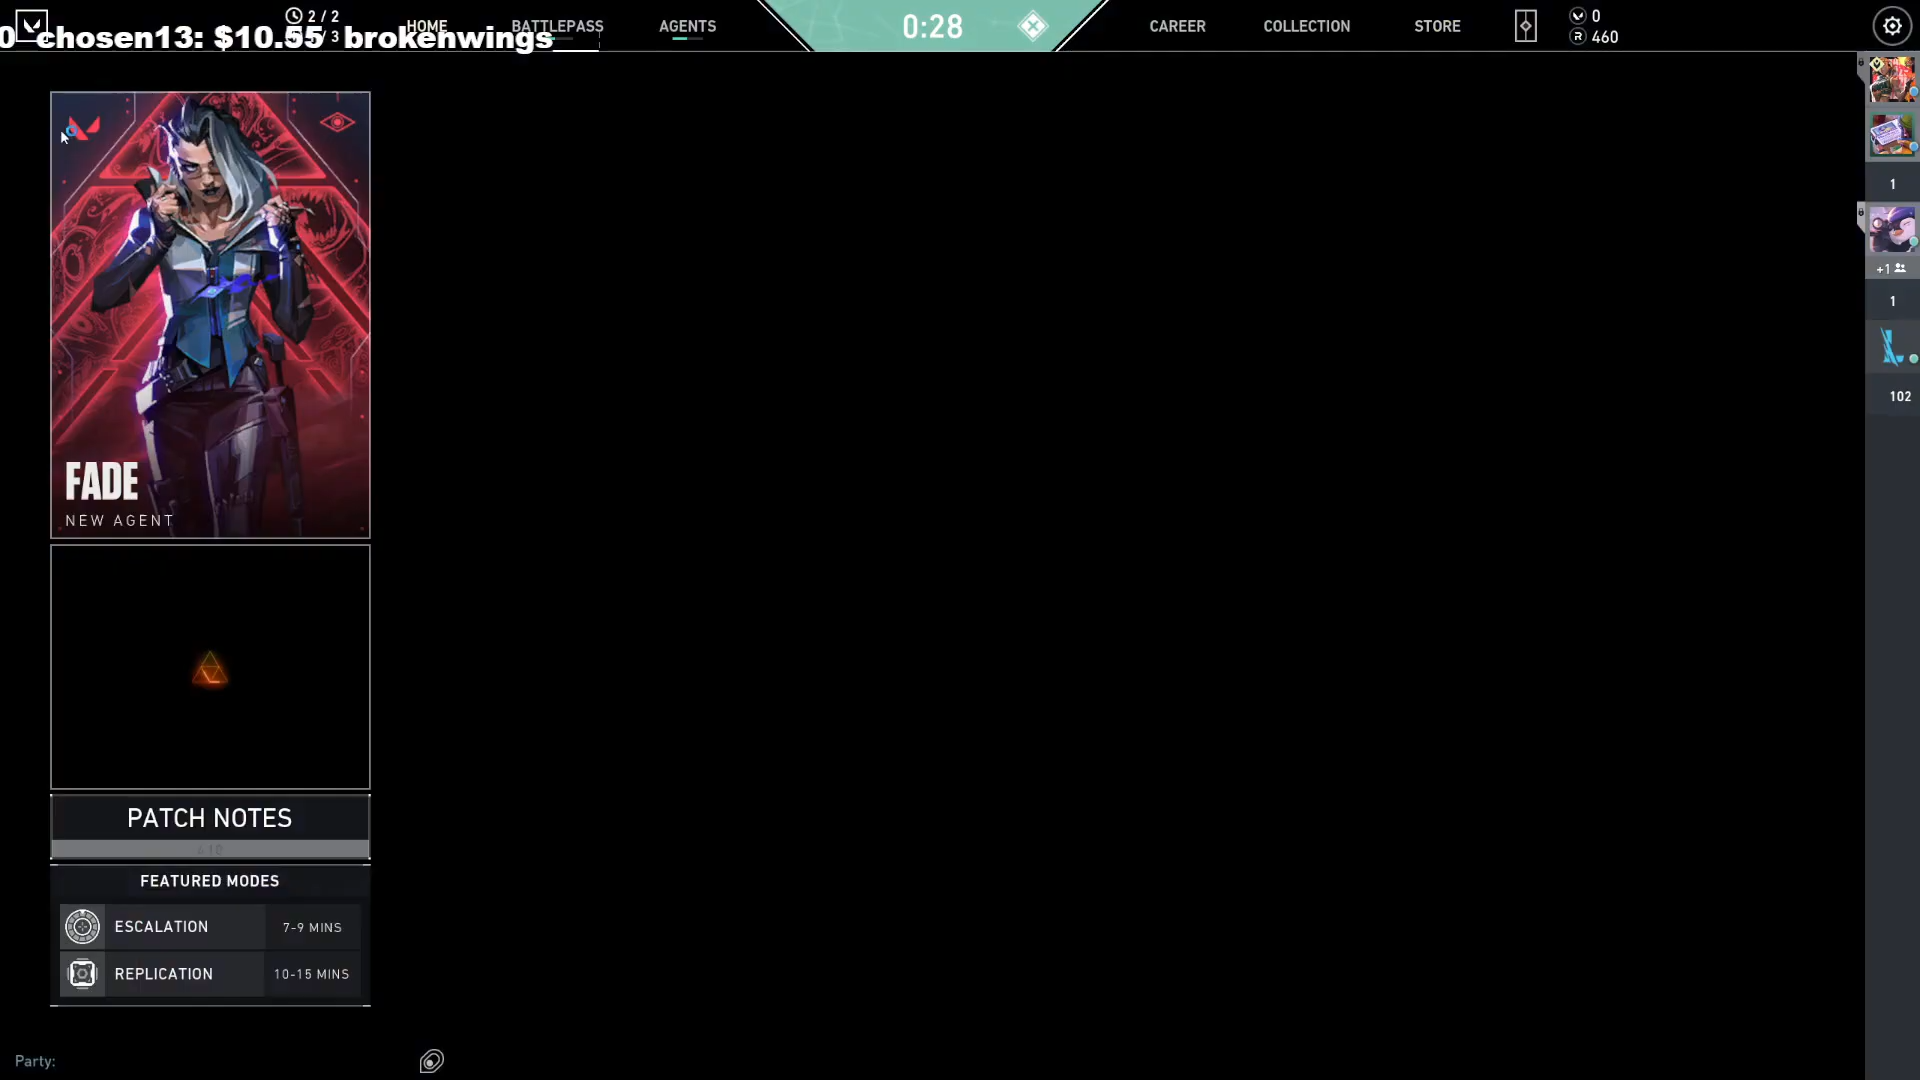 2 / 2
HOME
BATTLEPASS
AGENTS
0:28
CAREER
COLLECTION
STORE
0
460
0 chosen13: $10.55 brokenwings
/ 3
FADE
NEW AGENT
PATCH NOTES
FEATURED MODES
ESCALATION 7-9 MINS
REPLICATION 10-15 MINS
Party:
1
+1
1
102